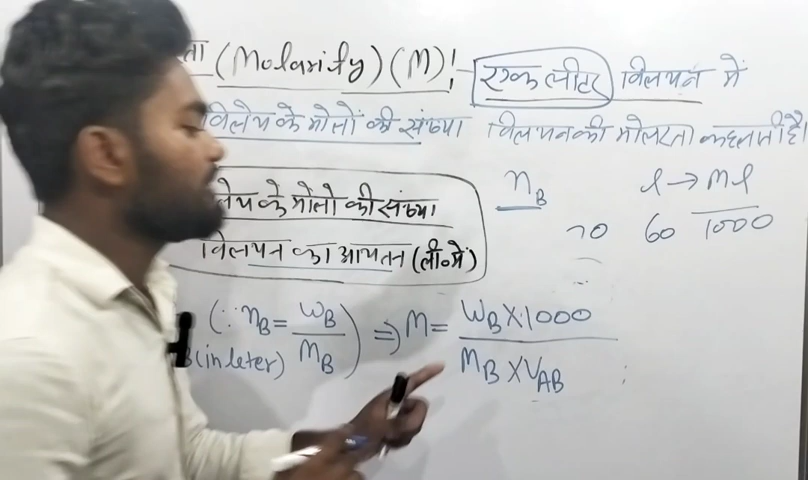 ता (Molarity) (M)!- एक लीटर विलयन में
विलेय के मोलों की संख्या विलयन की मोलरता कहलाती है।
लेय के मोलो की संख्या
विलयन का आयतन (ली० में)
n_B l → Ml
60 1000
(∵ n_B = W_B / M_B) ⇒ M = W_B × 1000 / M_B × V_AB
(in leter)